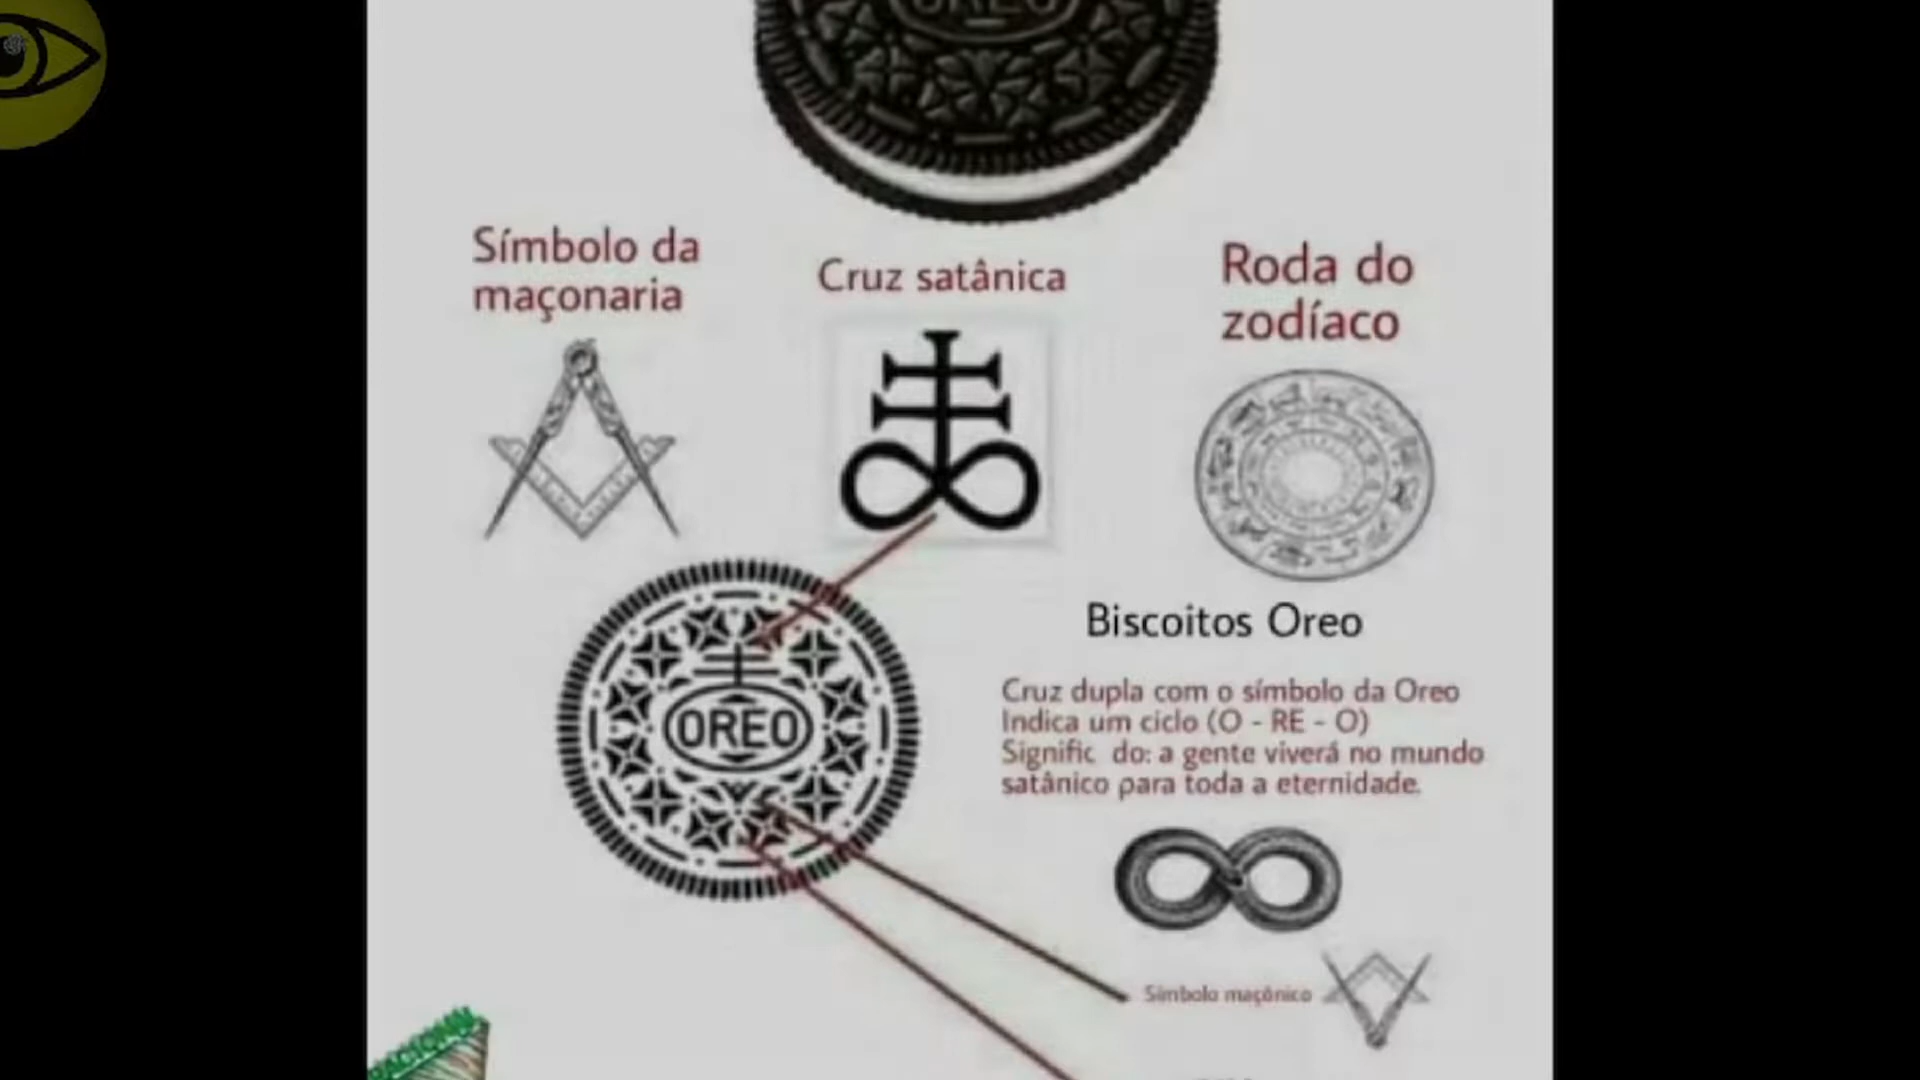 OREO
Símbolo da
maçonaria
Cruz satânica
Roda do
zodíaco
OREO
Biscoitos Oreo
Cruz dupla com o símbolo da Oreo
Indica um ciclo (O - RE - O)
Signific do: a gente viverá no mundo
satânico para toda a eternidade.
Símbolo maçônico